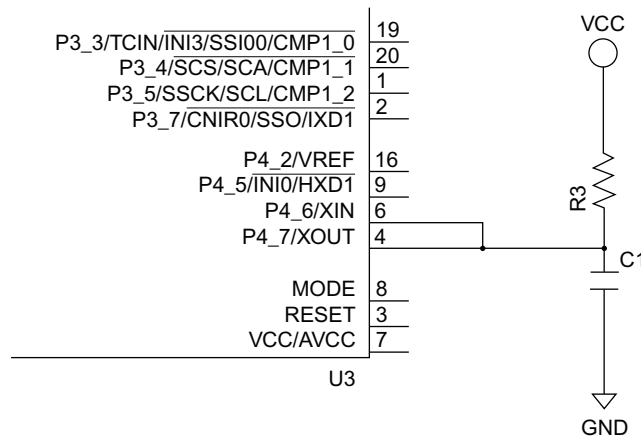 19
P3_3/TCIN/INI3/SSI00/CMP1_0
20
P3_4/SCS/SCA/CMP1_1
1
P3_5/SSCK/SCL/CMP1_2
2
P3_7/CNIR0/SSO/IXD1
P4_2/VREF 16
P4_5/INI0/HXD1 9
P4_6/XIN 6
P4_7/XOUT 4
MODE 8
RESET 3
VCC/AVCC 7
U3
VCC
R3
C1
GND